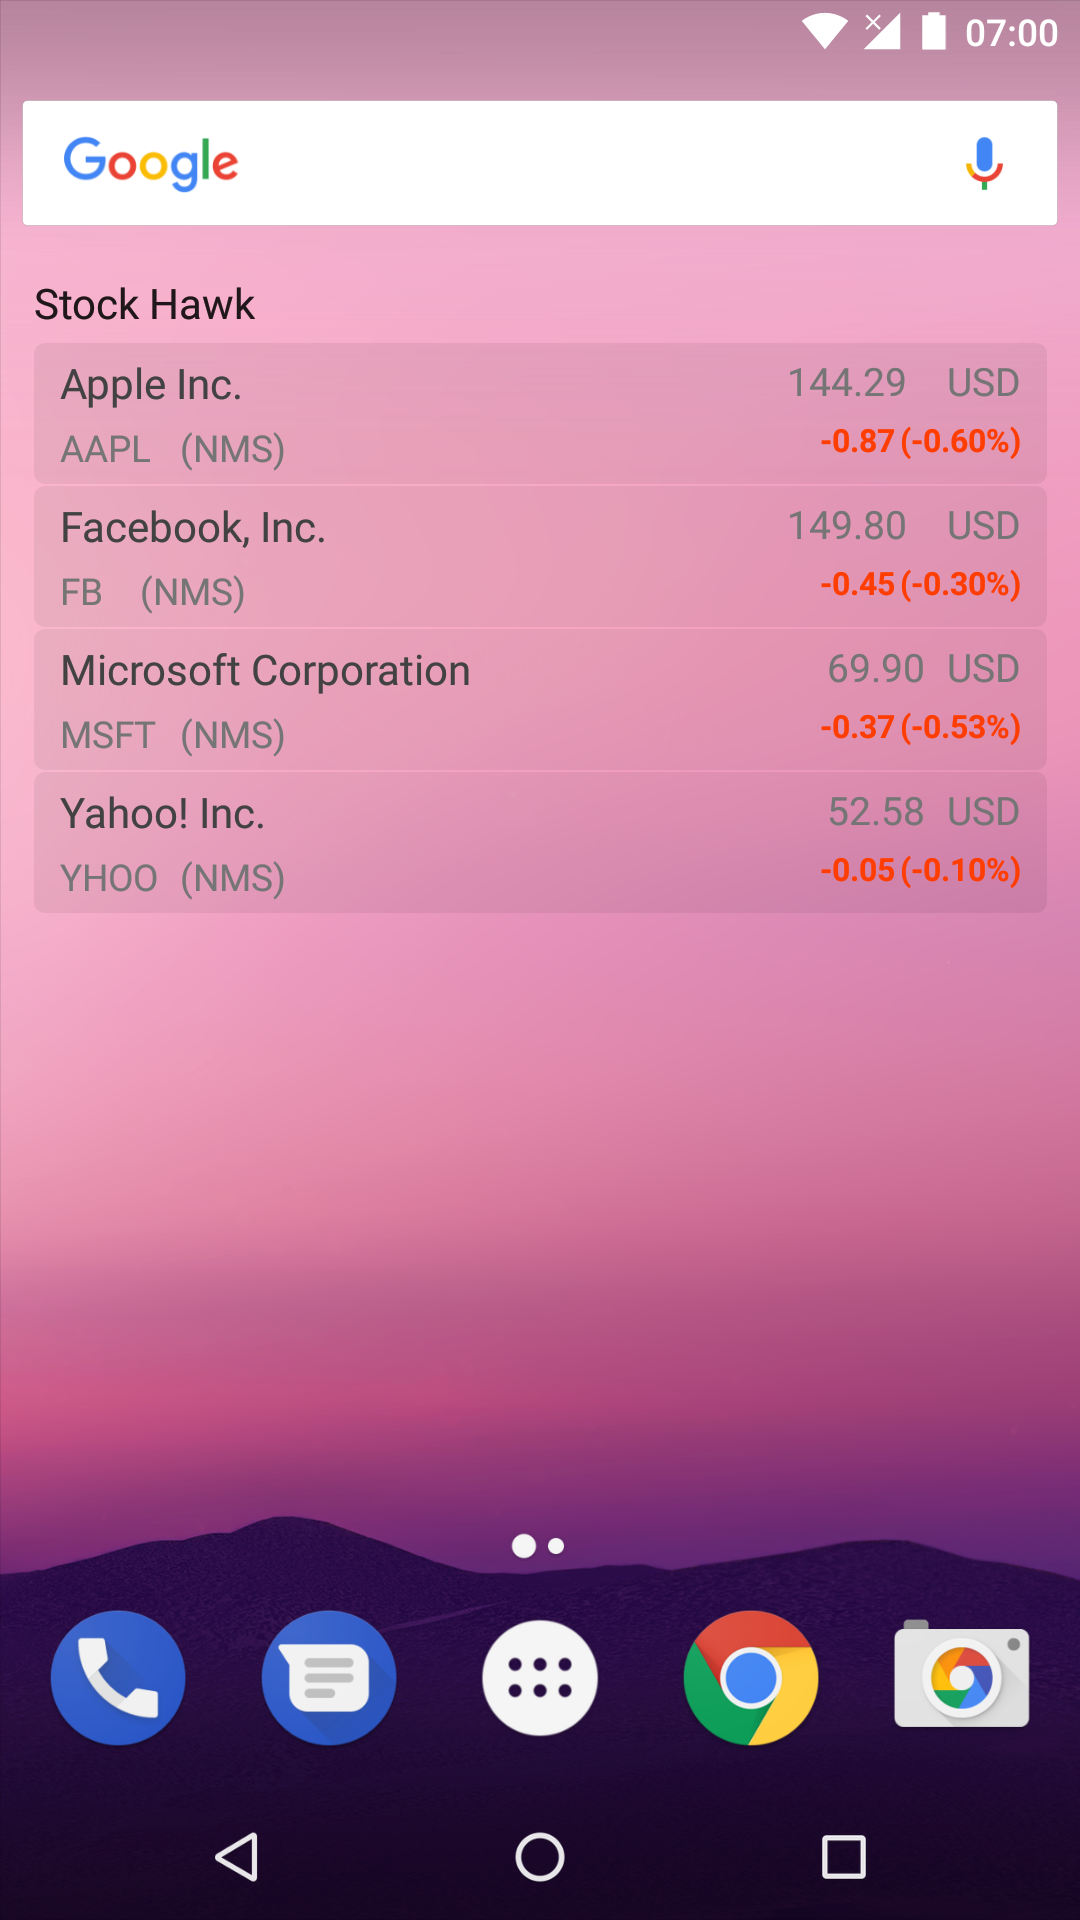 07:00
Google
Stock Hawk
Apple Inc. 144.29 USD
AAPL (NMS) -0.87 (-0.60%)
Facebook, Inc. 149.80 USD
FB (NMS) -0.45 (-0.30%)
Microsoft Corporation 69.90 USD
MSFT (NMS) -0.37 (-0.53%)
Yahoo! Inc. 52.58 USD
YHOO (NMS) -0.05 (-0.10%)